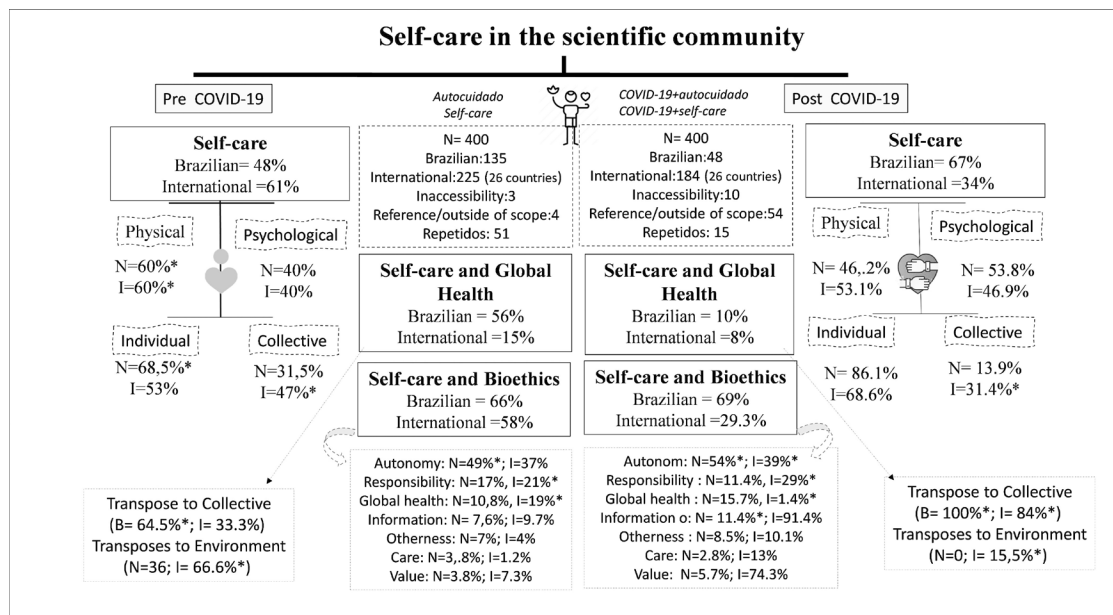 Self-care in the scientific community
Pre COVID-19
Autocuidado
Self-care
COVID-19+autocuidado
COVID-19+self-care
Post COVID-19
Self-care
Brazilian= 48%
International =61%
Physical
N=60%*
I=60%*
Psychological
N=40%
I=40%
Individual
N=68,5%*
I=53%
Collective
N=31,5%
I=47%*
N= 400
Brazilian:135
International:225 (26 countries)
Inaccessibility:3
Reference/outside of scope:4
Repetidos: 51
N= 400
Brazilian:48
International:184 (26 countries)
Inaccessibility:10
Reference/outside of scope:54
Repetidos: 15
Self-care
Brazilian= 67%
International =34%
Physical
N= 46,.2%
I=53.1%
Psychological
N= 53.8%
I=46.9%
Individual
N= 86.1%
I=68.6%
Collective
N= 13.9%
I=31.4%*
Self-care and Global
Health
Brazilian = 56%
International =15%
Self-care and Global
Health
Brazilian = 10%
International =8%
Self-care and Bioethics
Brazilian = 66%
International =58%
Self-care and Bioethics
Brazilian = 69%
International =29.3%
Autonomy: N=49%*; I=37%
Responsibility: N=17%, I=21%*
Global health: N=10,8%, I=19%*
Information: N= 7,6%; I=9.7%
Otherness: N=7%; I=4%
Care: N=3,.8%; I=1.2%
Value: N=3.8%; I=7.3%
Autonom: N=54%*; I=39%*
Responsibility : N=11.4%, I=29%*
Global health : N=15.7%, I=1.4%*
Information o: N= 11.4%*; I=91.4%
Otherness : N=8.5%; I=10.1%
Care: N=2.8%; I=13%
Value: N=5.7%; I=74.3%
Transpose to Collective
(B= 64.5%*; I= 33.3%)
Transposes to Environment
(N=36; I= 66.6%*)
Transpose to Collective
(B= 100%*; I= 84%*)
Transposes to Environment
(N=0; I= 15,5%*)